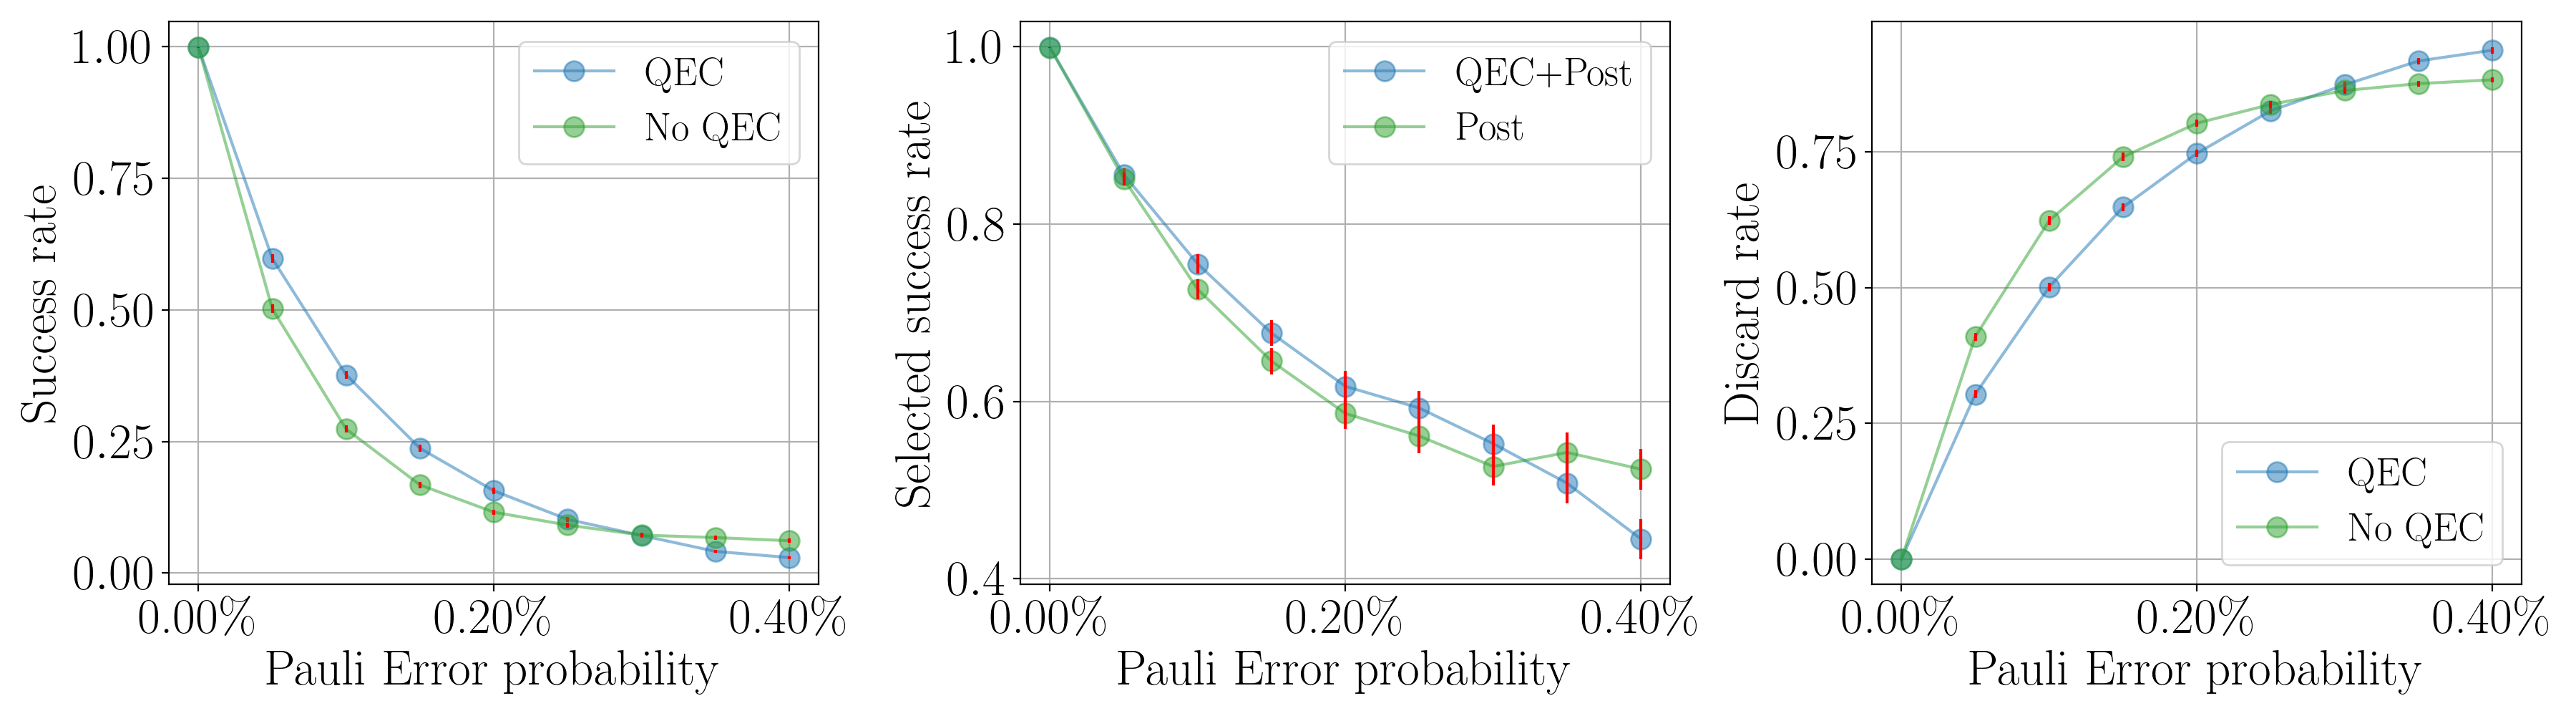 Success rate
1.00
0.75
0.50
0.25
0.00
0.00%
0.20%
0.40%
Pauli Error probability
QEC
No QEC
Selected success rate
1.0
0.8
0.6
0.4
0.00%
0.20%
0.40%
Pauli Error probability
QEC+Post
Post
Discard rate
0.75
0.50
0.25
0.00
0.00%
0.20%
0.40%
Pauli Error probability
QEC
No QEC